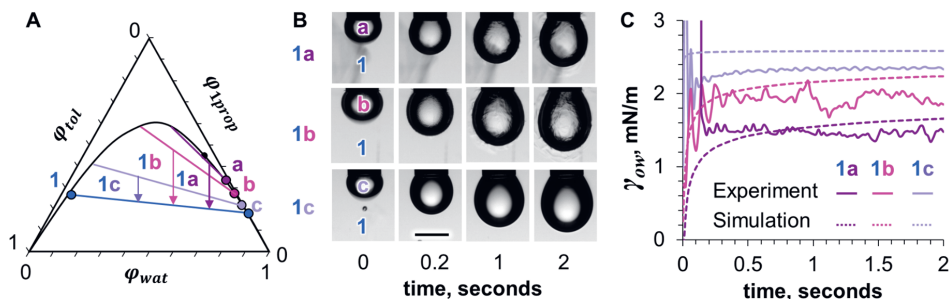 A
0
φ1prop
φtol
a
b
c
1
1b
1c
1a
1
0
0
φwat
1
B
1a
a
1
1b
b
1
1c
c
1
0
0.2
1
2
time, seconds
C
γow, mN/m
3
2
1
0
1a 1b 1c
Experiment
Simulation
0 0.5 1 1.5 2
time, seconds